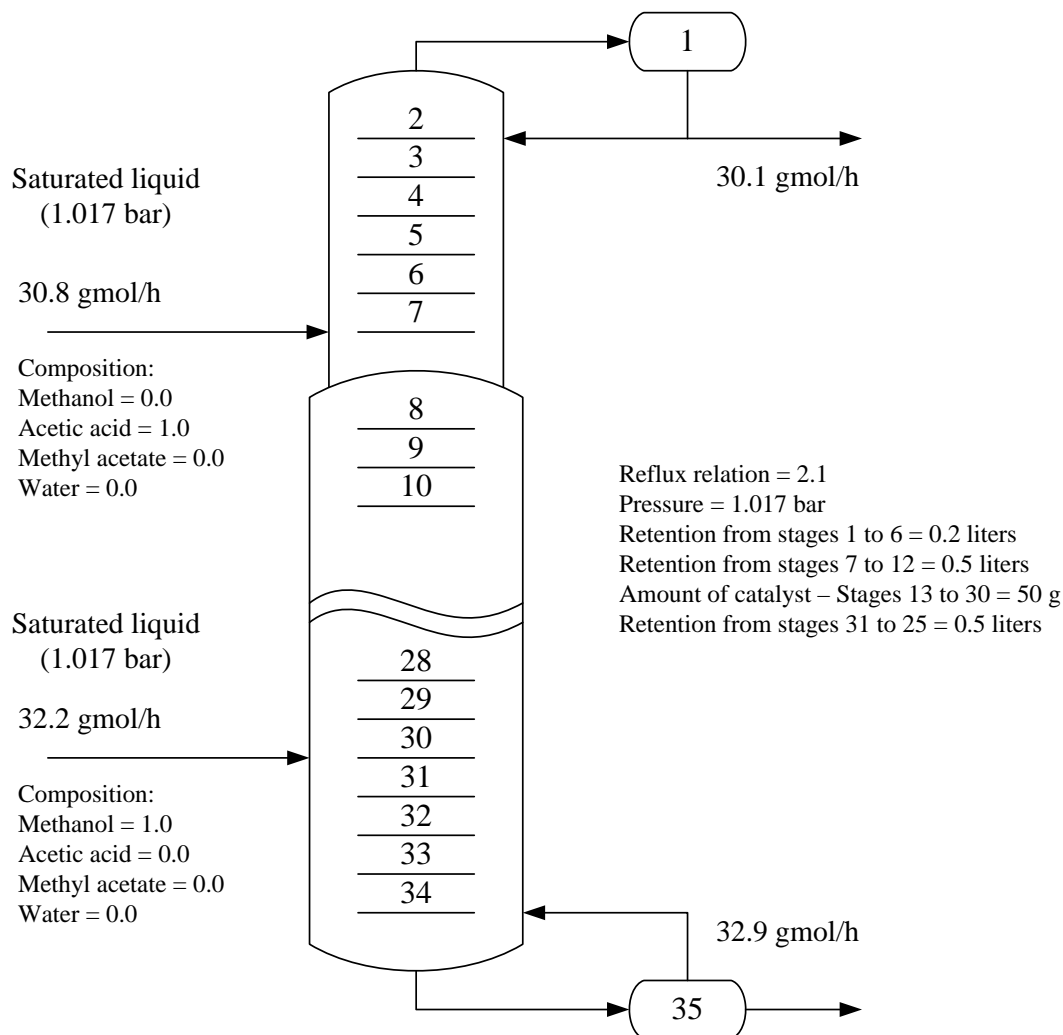 1
2
3
4
5
6
7
8
9
10
28
29
30
31
32
33
34
35
30.1 gmol/h
Saturated liquid
(1.017 bar)
30.8 gmol/h
Composition:
Methanol = 0.0
Acetic acid = 1.0
Methyl acetate = 0.0
Water = 0.0
Reflux relation = 2.1
Pressure = 1.017 bar
Retention from stages 1 to 6 = 0.2 liters
Retention from stages 7 to 12 = 0.5 liters
Amount of catalyst – Stages 13 to 30 = 50 g
Retention from stages 31 to 25 = 0.5 liters
Saturated liquid
(1.017 bar)
32.2 gmol/h
Composition:
Methanol = 1.0
Acetic acid = 0.0
Methyl acetate = 0.0
Water = 0.0
32.9 gmol/h